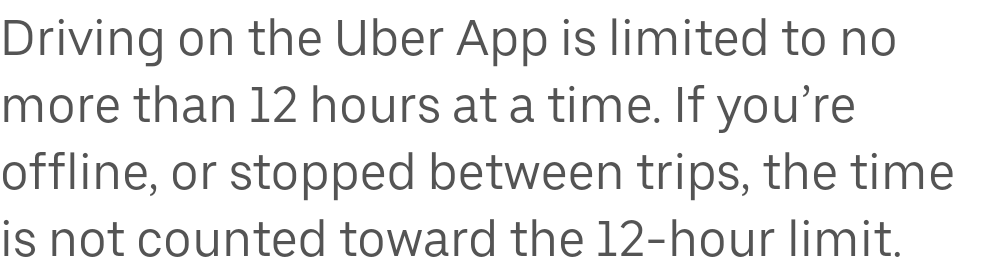 Driving on the Uber App is limited to no
more than 12 hours at a time. If you’re
offline, or stopped between trips, the time
is not counted toward the 12-hour limit.